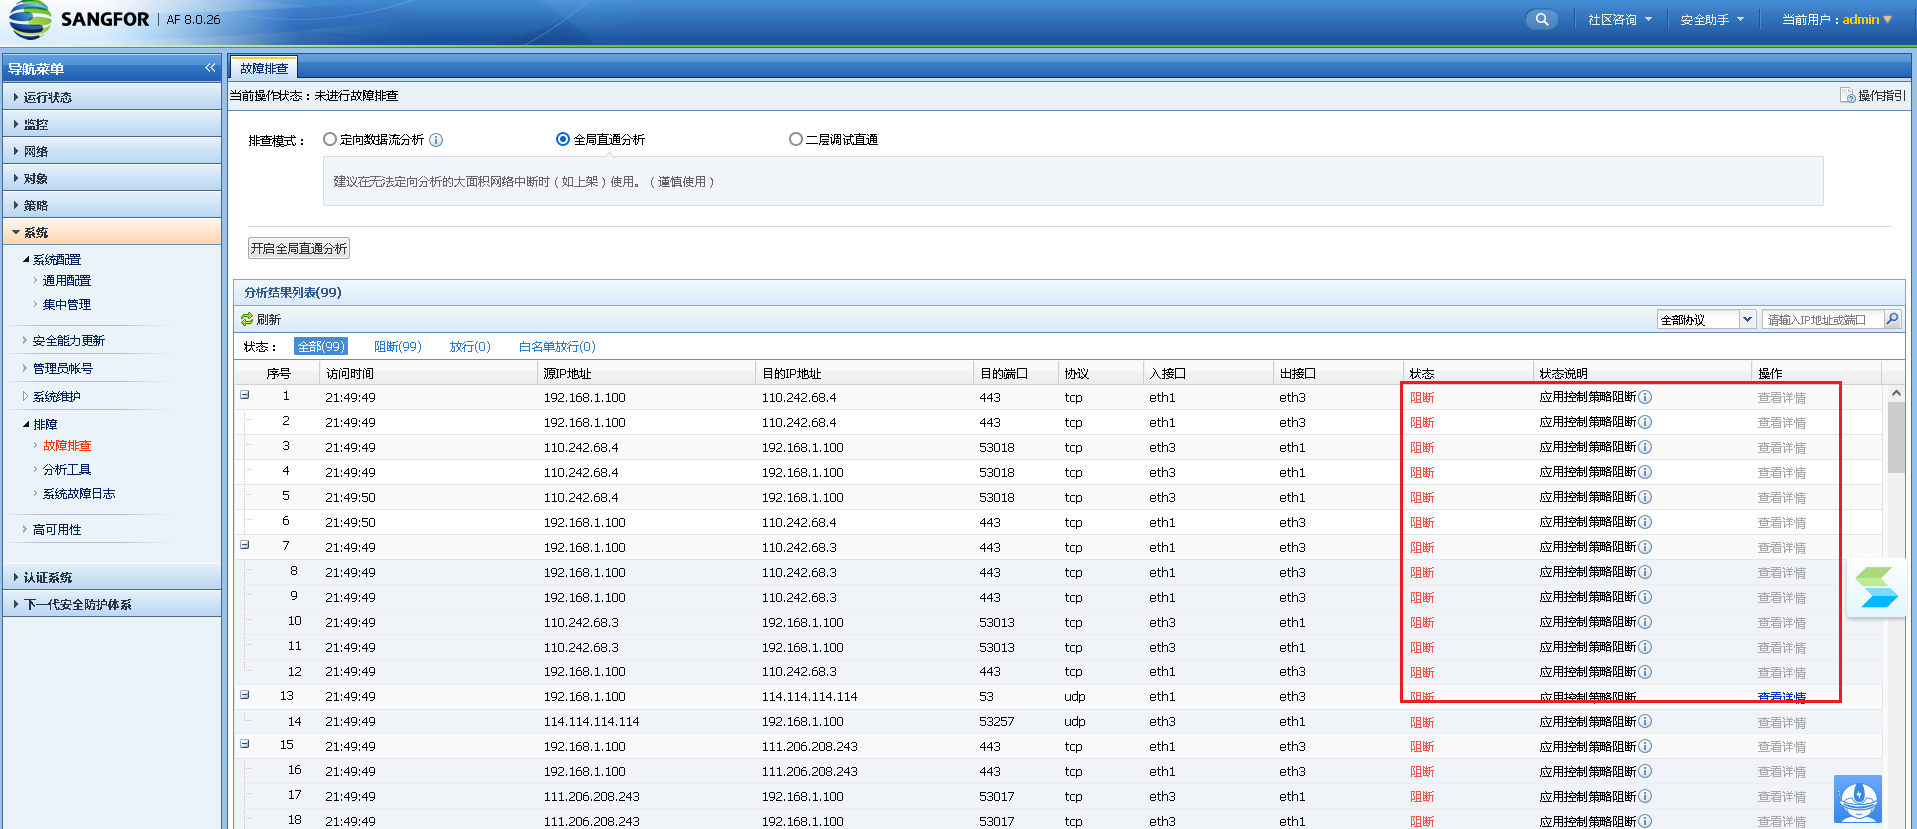 SANGFOR | AF 8.0.26
社区咨询 安全助手 当前用户：admin
导航菜单
运行状态
监控
网络
对象
策略
系统
系统配置
通用配置
集中管理
安全能力更新
管理员帐号
系统维护
排障
故障排查
分析工具
系统故障日志
高可用性
认证系统
下一代安全防护体系
故障排查
当前操作状态：未进行故障排查 操作指引
排查模式： 定向数据流分析 全局直通分析 二层调试直通
建议在无法定向分析的大面积网络中断时（如上架）使用。（谨慎使用）
开启全局直通分析
分析结果列表(99)
刷新 全部协议 请输入IP地址或端口
状态： 全部(99) 阻断(99) 放行(0) 白名单放行(0)
序号 访问时间 源IP地址 目的IP地址 目的端口 协议 入接口 出接口 状态 状态说明 操作
1 21:49:49 192.168.1.100 110.242.68.4 443 tcp eth1 eth3 阻断 应用控制策略阻断 查看详情
2 21:49:49 192.168.1.100 110.242.68.4 443 tcp eth1 eth3 阻断 应用控制策略阻断 查看详情
3 21:49:49 110.242.68.4 192.168.1.100 53018 tcp eth3 eth1 阻断 应用控制策略阻断 查看详情
4 21:49:49 110.242.68.4 192.168.1.100 53018 tcp eth3 eth1 阻断 应用控制策略阻断 查看详情
5 21:49:50 110.242.68.4 192.168.1.100 53018 tcp eth3 eth1 阻断 应用控制策略阻断 查看详情
6 21:49:50 192.168.1.100 110.242.68.4 443 tcp eth1 eth3 阻断 应用控制策略阻断 查看详情
7 21:49:49 192.168.1.100 110.242.68.3 443 tcp eth1 eth3 阻断 应用控制策略阻断 查看详情
8 21:49:49 192.168.1.100 110.242.68.3 443 tcp eth1 eth3 阻断 应用控制策略阻断 查看详情
9 21:49:49 192.168.1.100 110.242.68.3 443 tcp eth1 eth3 阻断 应用控制策略阻断 查看详情
10 21:49:49 110.242.68.3 192.168.1.100 53013 tcp eth3 eth1 阻断 应用控制策略阻断 查看详情
11 21:49:49 110.242.68.3 192.168.1.100 53013 tcp eth3 eth1 阻断 应用控制策略阻断 查看详情
12 21:49:49 192.168.1.100 110.242.68.3 443 tcp eth1 eth3 阻断 应用控制策略阻断 查看详情
13 21:49:49 192.168.1.100 114.114.114.114 53 udp eth1 eth3 阻断 应用控制策略阻断 查看详情
14 21:49:49 114.114.114.114 192.168.1.100 53257 udp eth3 eth1 阻断 应用控制策略阻断 查看详情
15 21:49:49 192.168.1.100 111.206.208.243 443 tcp eth1 eth3 阻断 应用控制策略阻断 查看详情
16 21:49:49 192.168.1.100 111.206.208.243 443 tcp eth1 eth3 阻断 应用控制策略阻断 查看详情
17 21:49:49 111.206.208.243 192.168.1.100 53017 tcp eth3 eth1 阻断 应用控制策略阻断 查看详情
18 21:49:49 111.206.208.243 192.168.1.100 53017 tcp eth3 eth1 阻断 应用控制策略阻断 查看详情